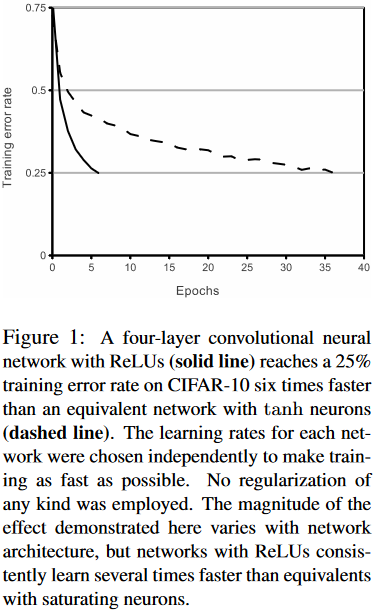 0.75
0.5
0.25
0
Training error rate
0 5 10 15 20 25 30 35 40
Epochs
Figure 1: A four-layer convolutional neural
network with ReLUs (solid line) reaches a 25%
training error rate on CIFAR-10 six times faster
than an equivalent network with tanh neurons
(dashed line). The learning rates for each net-
work were chosen independently to make train-
ing as fast as possible. No regularization of
any kind was employed. The magnitude of the
effect demonstrated here varies with network
architecture, but networks with ReLUs consis-
tently learn several times faster than equivalents
with saturating neurons.